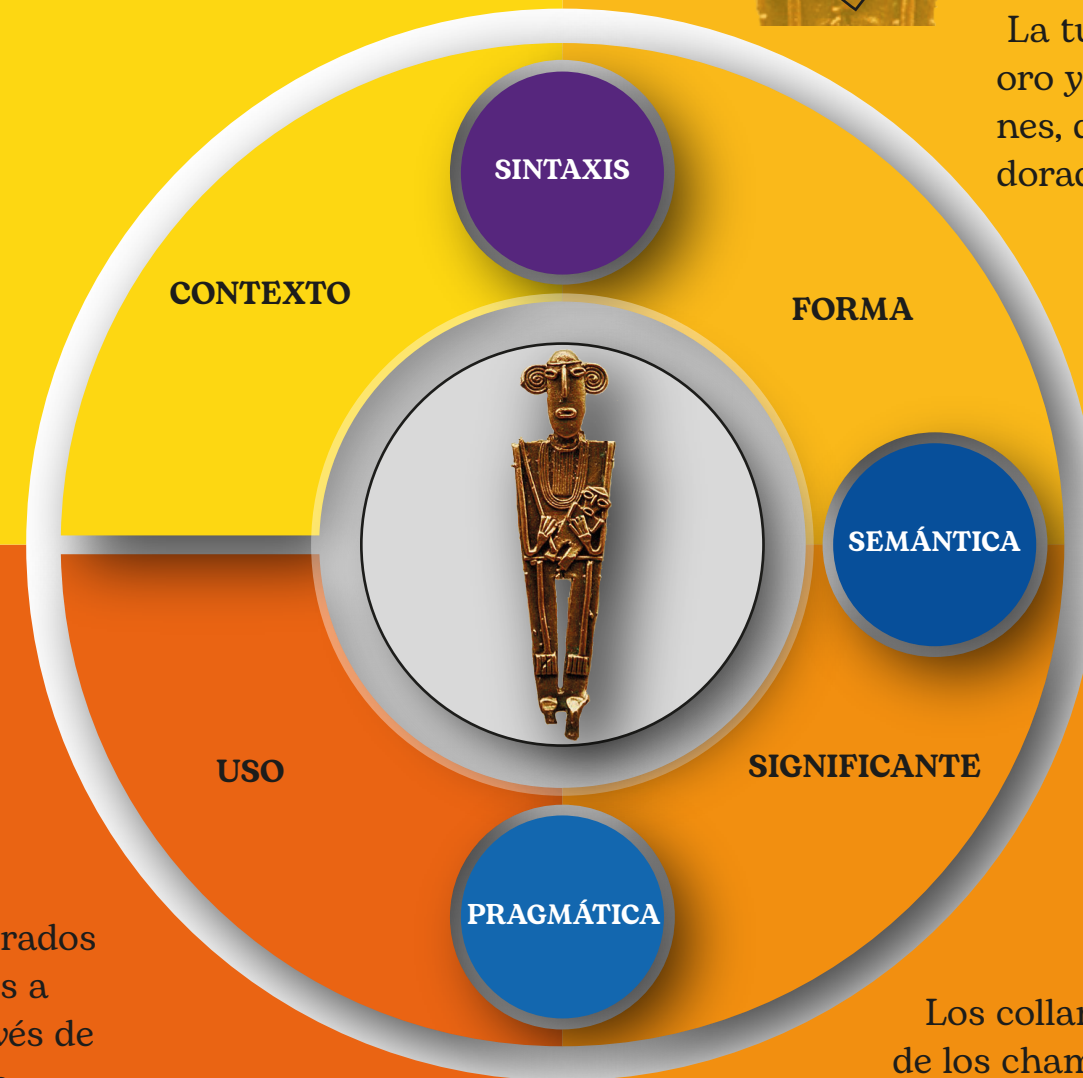 La tu
oro y
nes, 
dorad
SINTAXIS
CONTEXTO
FORMA
SEMÁNTICA
USO
SIGNIFICANTE
PRAGMÁTICA
rados
s a
vés de
Los collar
de los cham